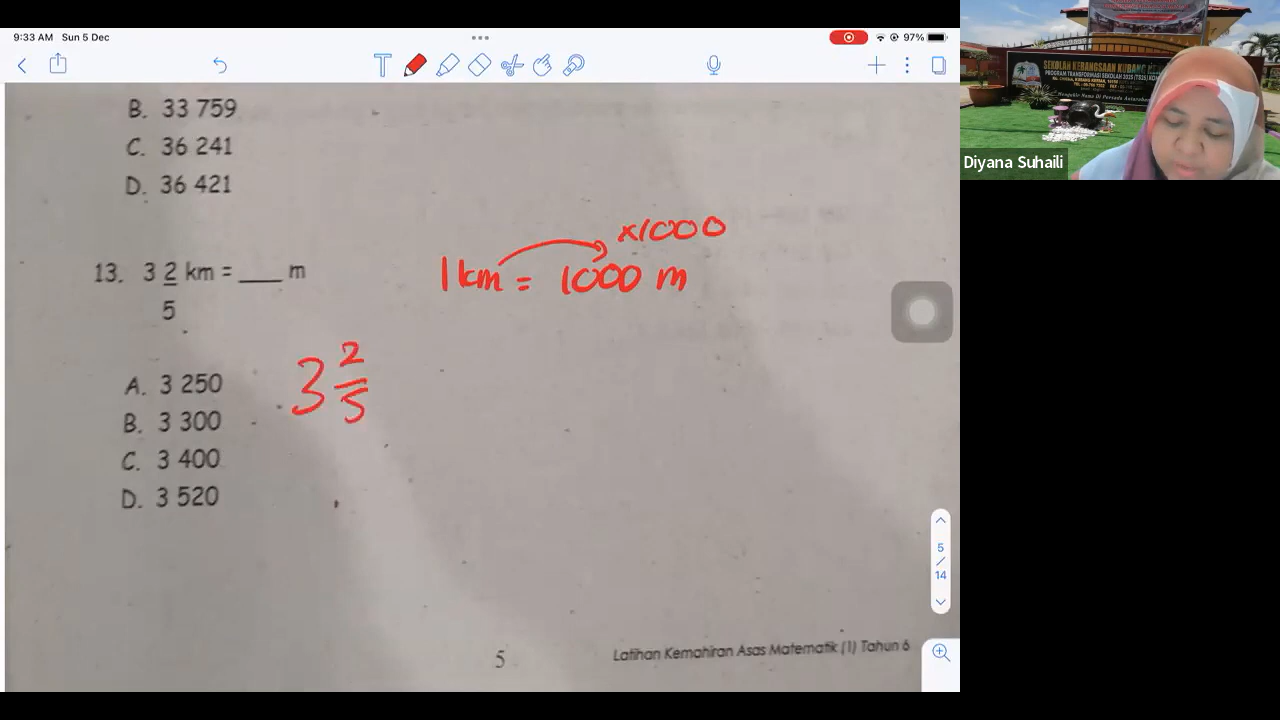 9:33 AM Sun 5 Dec
97%
B. 33 759
C. 36 241
D. 36 421
13. 3 2 km = ___ m
5
A. 3 250
B. 3 300
C. 3 400
D. 3 520
×1000
1 km = 1000 m
3 2
5
5
/
14
5
Latihan Kemahiran Asas Matematik (1) Tahun 6
SEKOLAH KEBANGSAAN KUBANG
PROGRAM TRANSFORMASI SEKOLAH 2025 (TS25)
Diyana Suhaili